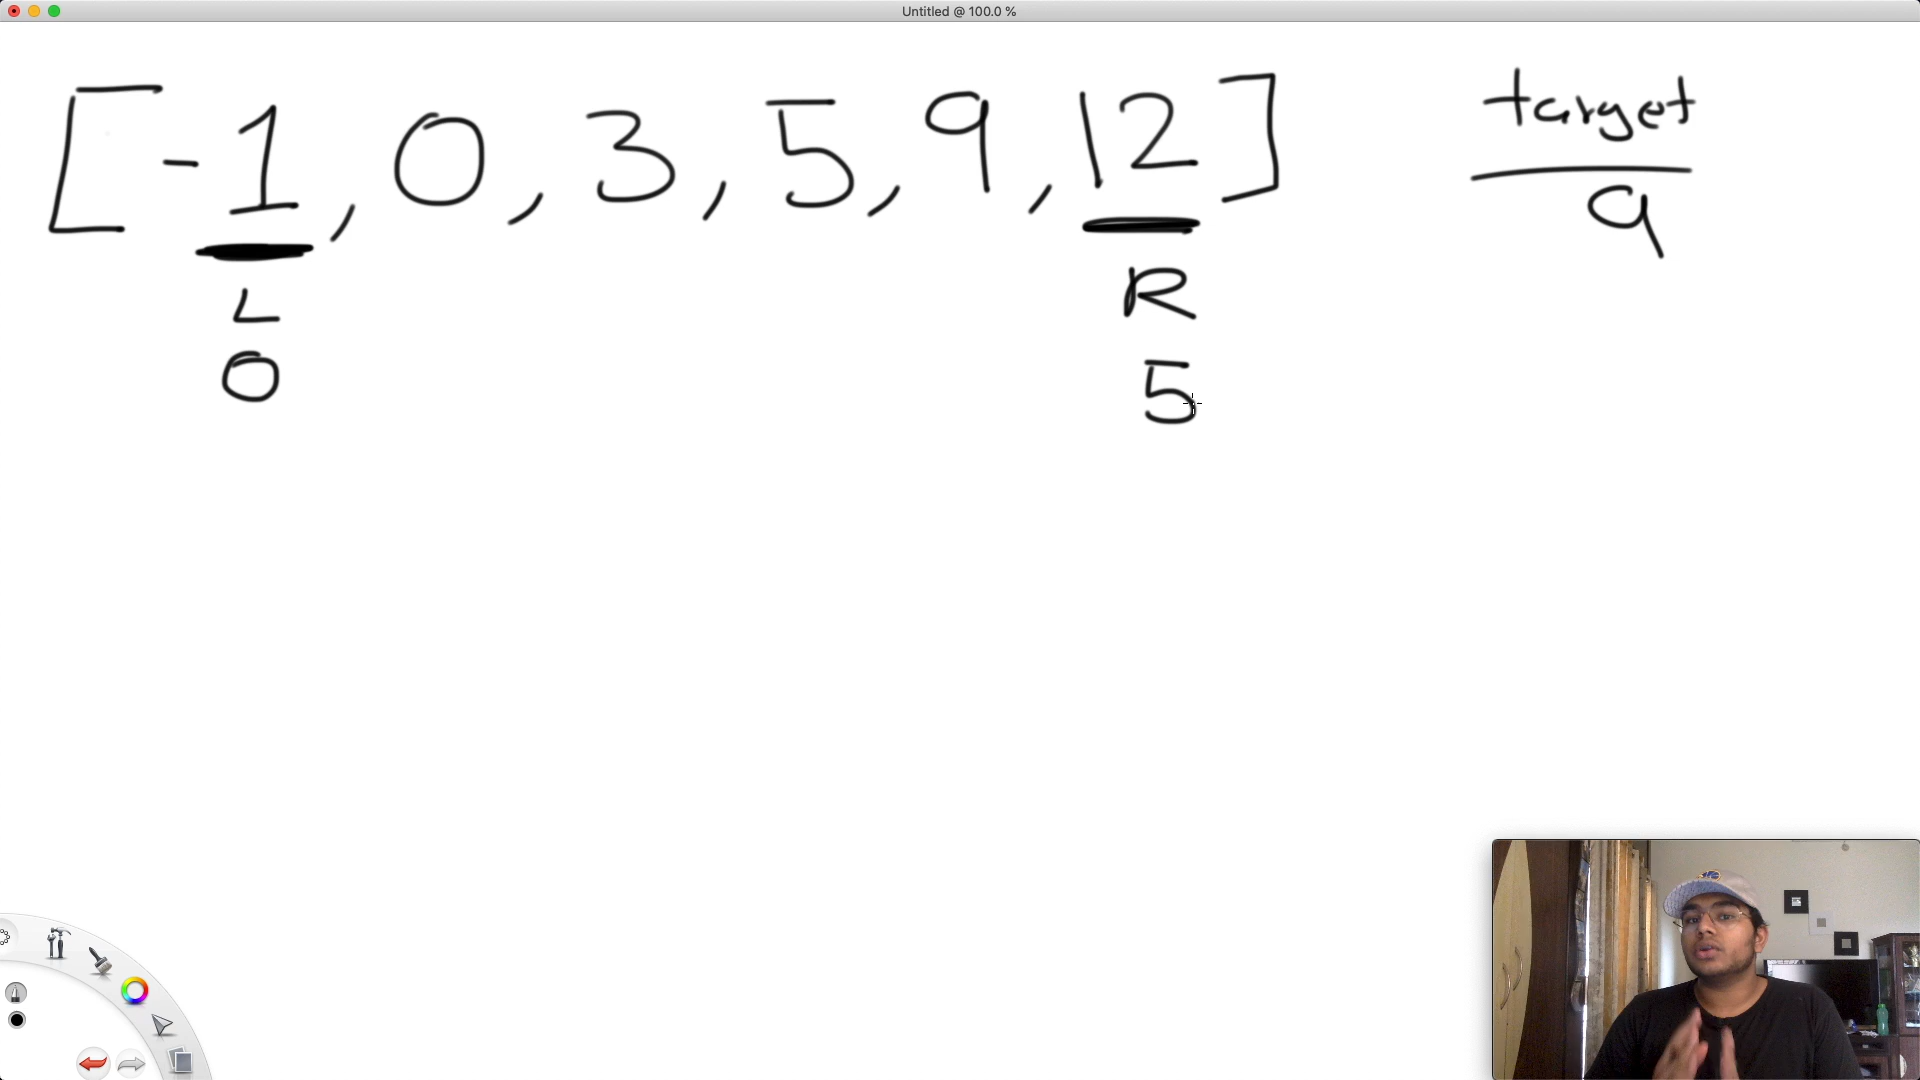 Untitled @ 100.0 %
[-1, 0, 3, 5, 9, 12]
target
9
L
R
0
5